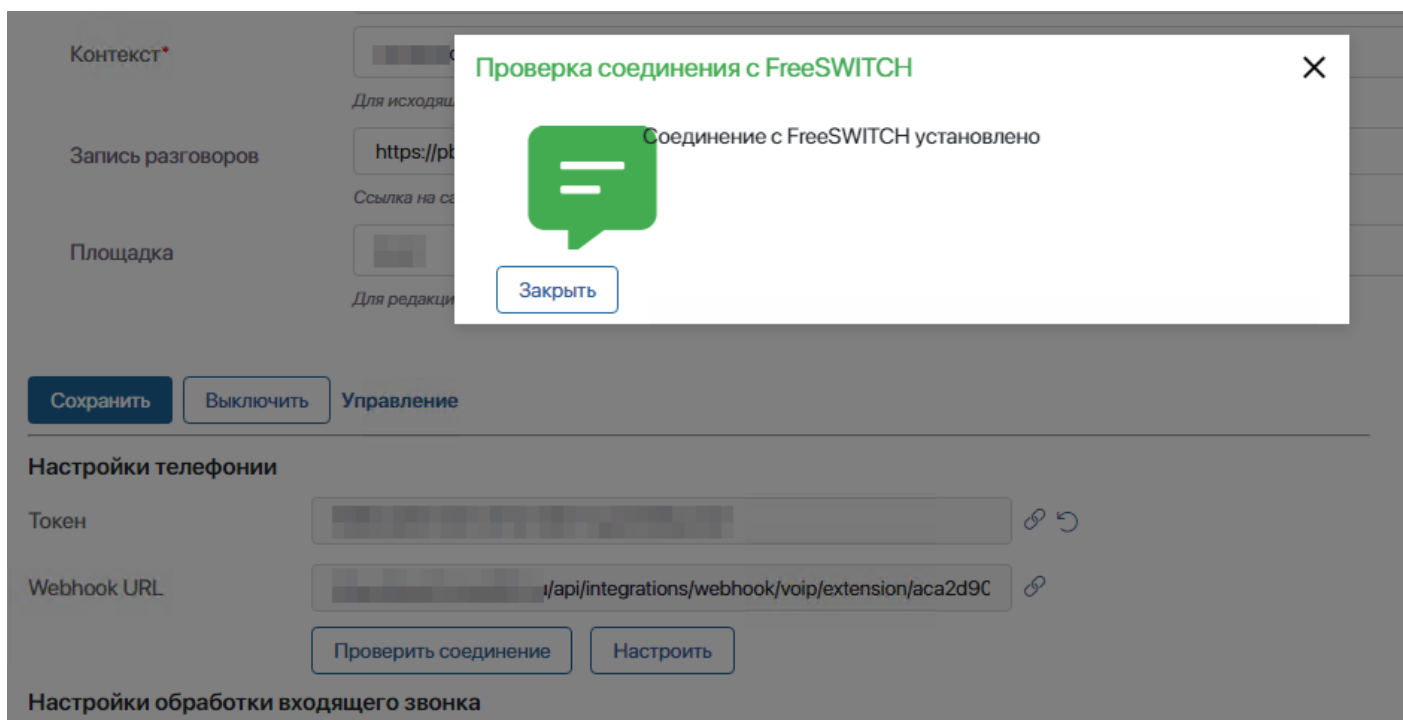 Контекст*
Для исходящ
Запись разговоров
https://pb
Ссылка на са
Площадка
Для редакци
Проверка соединения с FreeSWITCH
Соединение с FreeSWITCH установлено
Закрыть
Сохранить Выключить Управление
Настройки телефонии
Токен
Webhook URL
/api/integrations/webhook/voip/extension/aca2d90
Проверить соединение Настроить
Настройки обработки входящего звонка